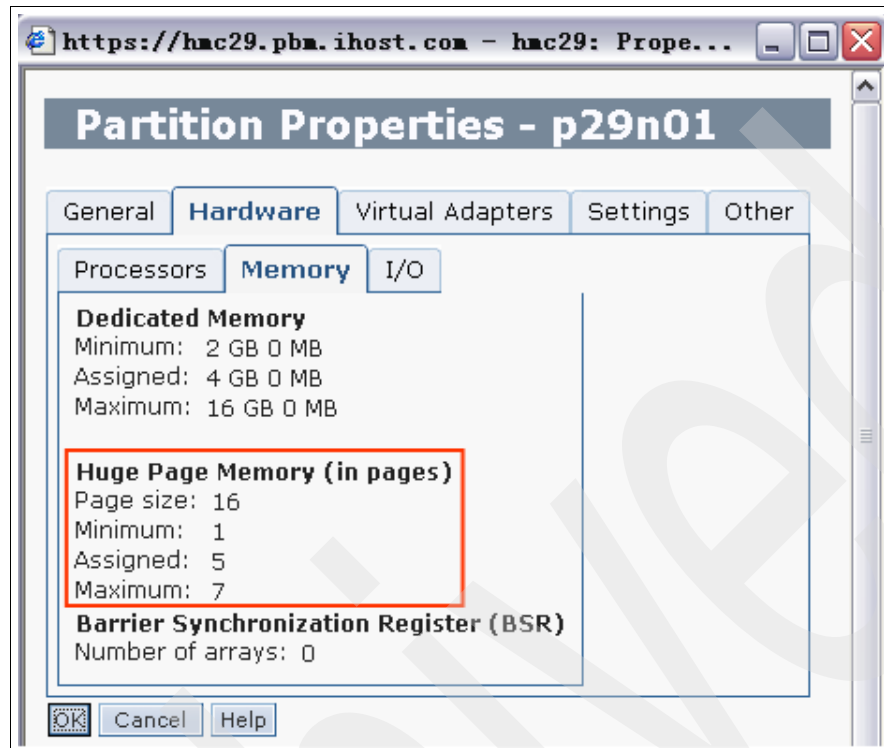 https://hmc29.pbm.ihost.com - hmc29: Prope...
Partition Properties - p29n01
General Hardware Virtual Adapters Settings Other
Processors Memory I/O
Dedicated Memory
Minimum: 2 GB 0 MB
Assigned: 4 GB 0 MB
Maximum: 16 GB 0 MB
Huge Page Memory (in pages)
Page size: 16
Minimum: 1
Assigned: 5
Maximum: 7
Barrier Synchronization Register (BSR)
Number of arrays: 0
OK Cancel Help